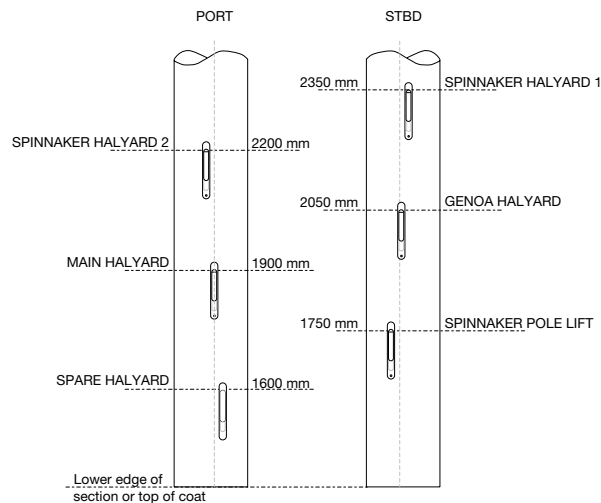 PORT
STBD
2350 mm
SPINNAKER HALYARD 1
SPINNAKER HALYARD 2
2200 mm
2050 mm
GENOA HALYARD
MAIN HALYARD
1900 mm
1750 mm
SPINNAKER POLE LIFT
SPARE HALYARD
1600 mm
Lower edge of
section or top of coat